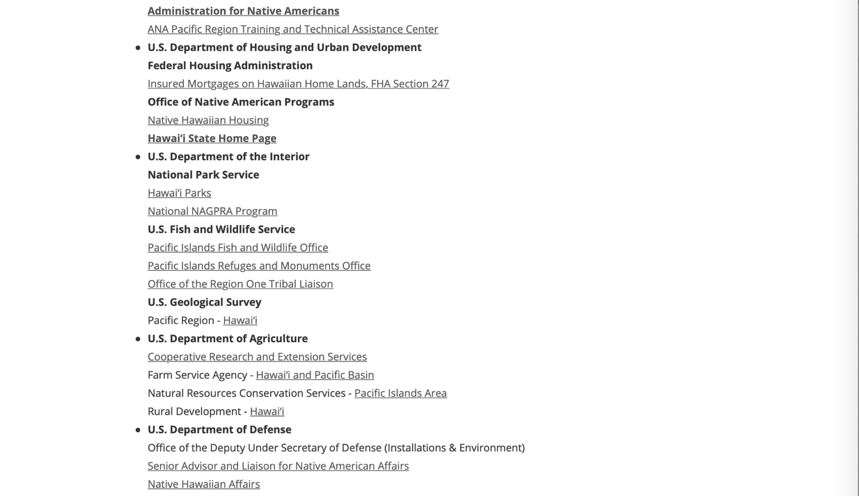 Administration for Native Americans
ANA Pacific Region Training and Technical Assistance Center
• U.S. Department of Housing and Urban Development
Federal Housing Administration
Insured Mortgages on Hawaiian Home Lands, FHA Section 247
Office of Native American Programs
Native Hawaiian Housing
Hawai‘i State Home Page
• U.S. Department of the Interior
National Park Service
Hawai‘i Parks
National NAGPRA Program
U.S. Fish and Wildlife Service
Pacific Islands Fish and Wildlife Office
Pacific Islands Refuges and Monuments Office
Office of the Region One Tribal Liaison
U.S. Geological Survey
Pacific Region - Hawai‘i
• U.S. Department of Agriculture
Cooperative Research and Extension Services
Farm Service Agency - Hawai‘i and Pacific Basin
Natural Resources Conservation Services - Pacific Islands Area
Rural Development - Hawai‘i
• U.S. Department of Defense
Office of the Deputy Under Secretary of Defense (Installations & Environment)
Senior Advisor and Liaison for Native American Affairs
Native Hawaiian Affairs